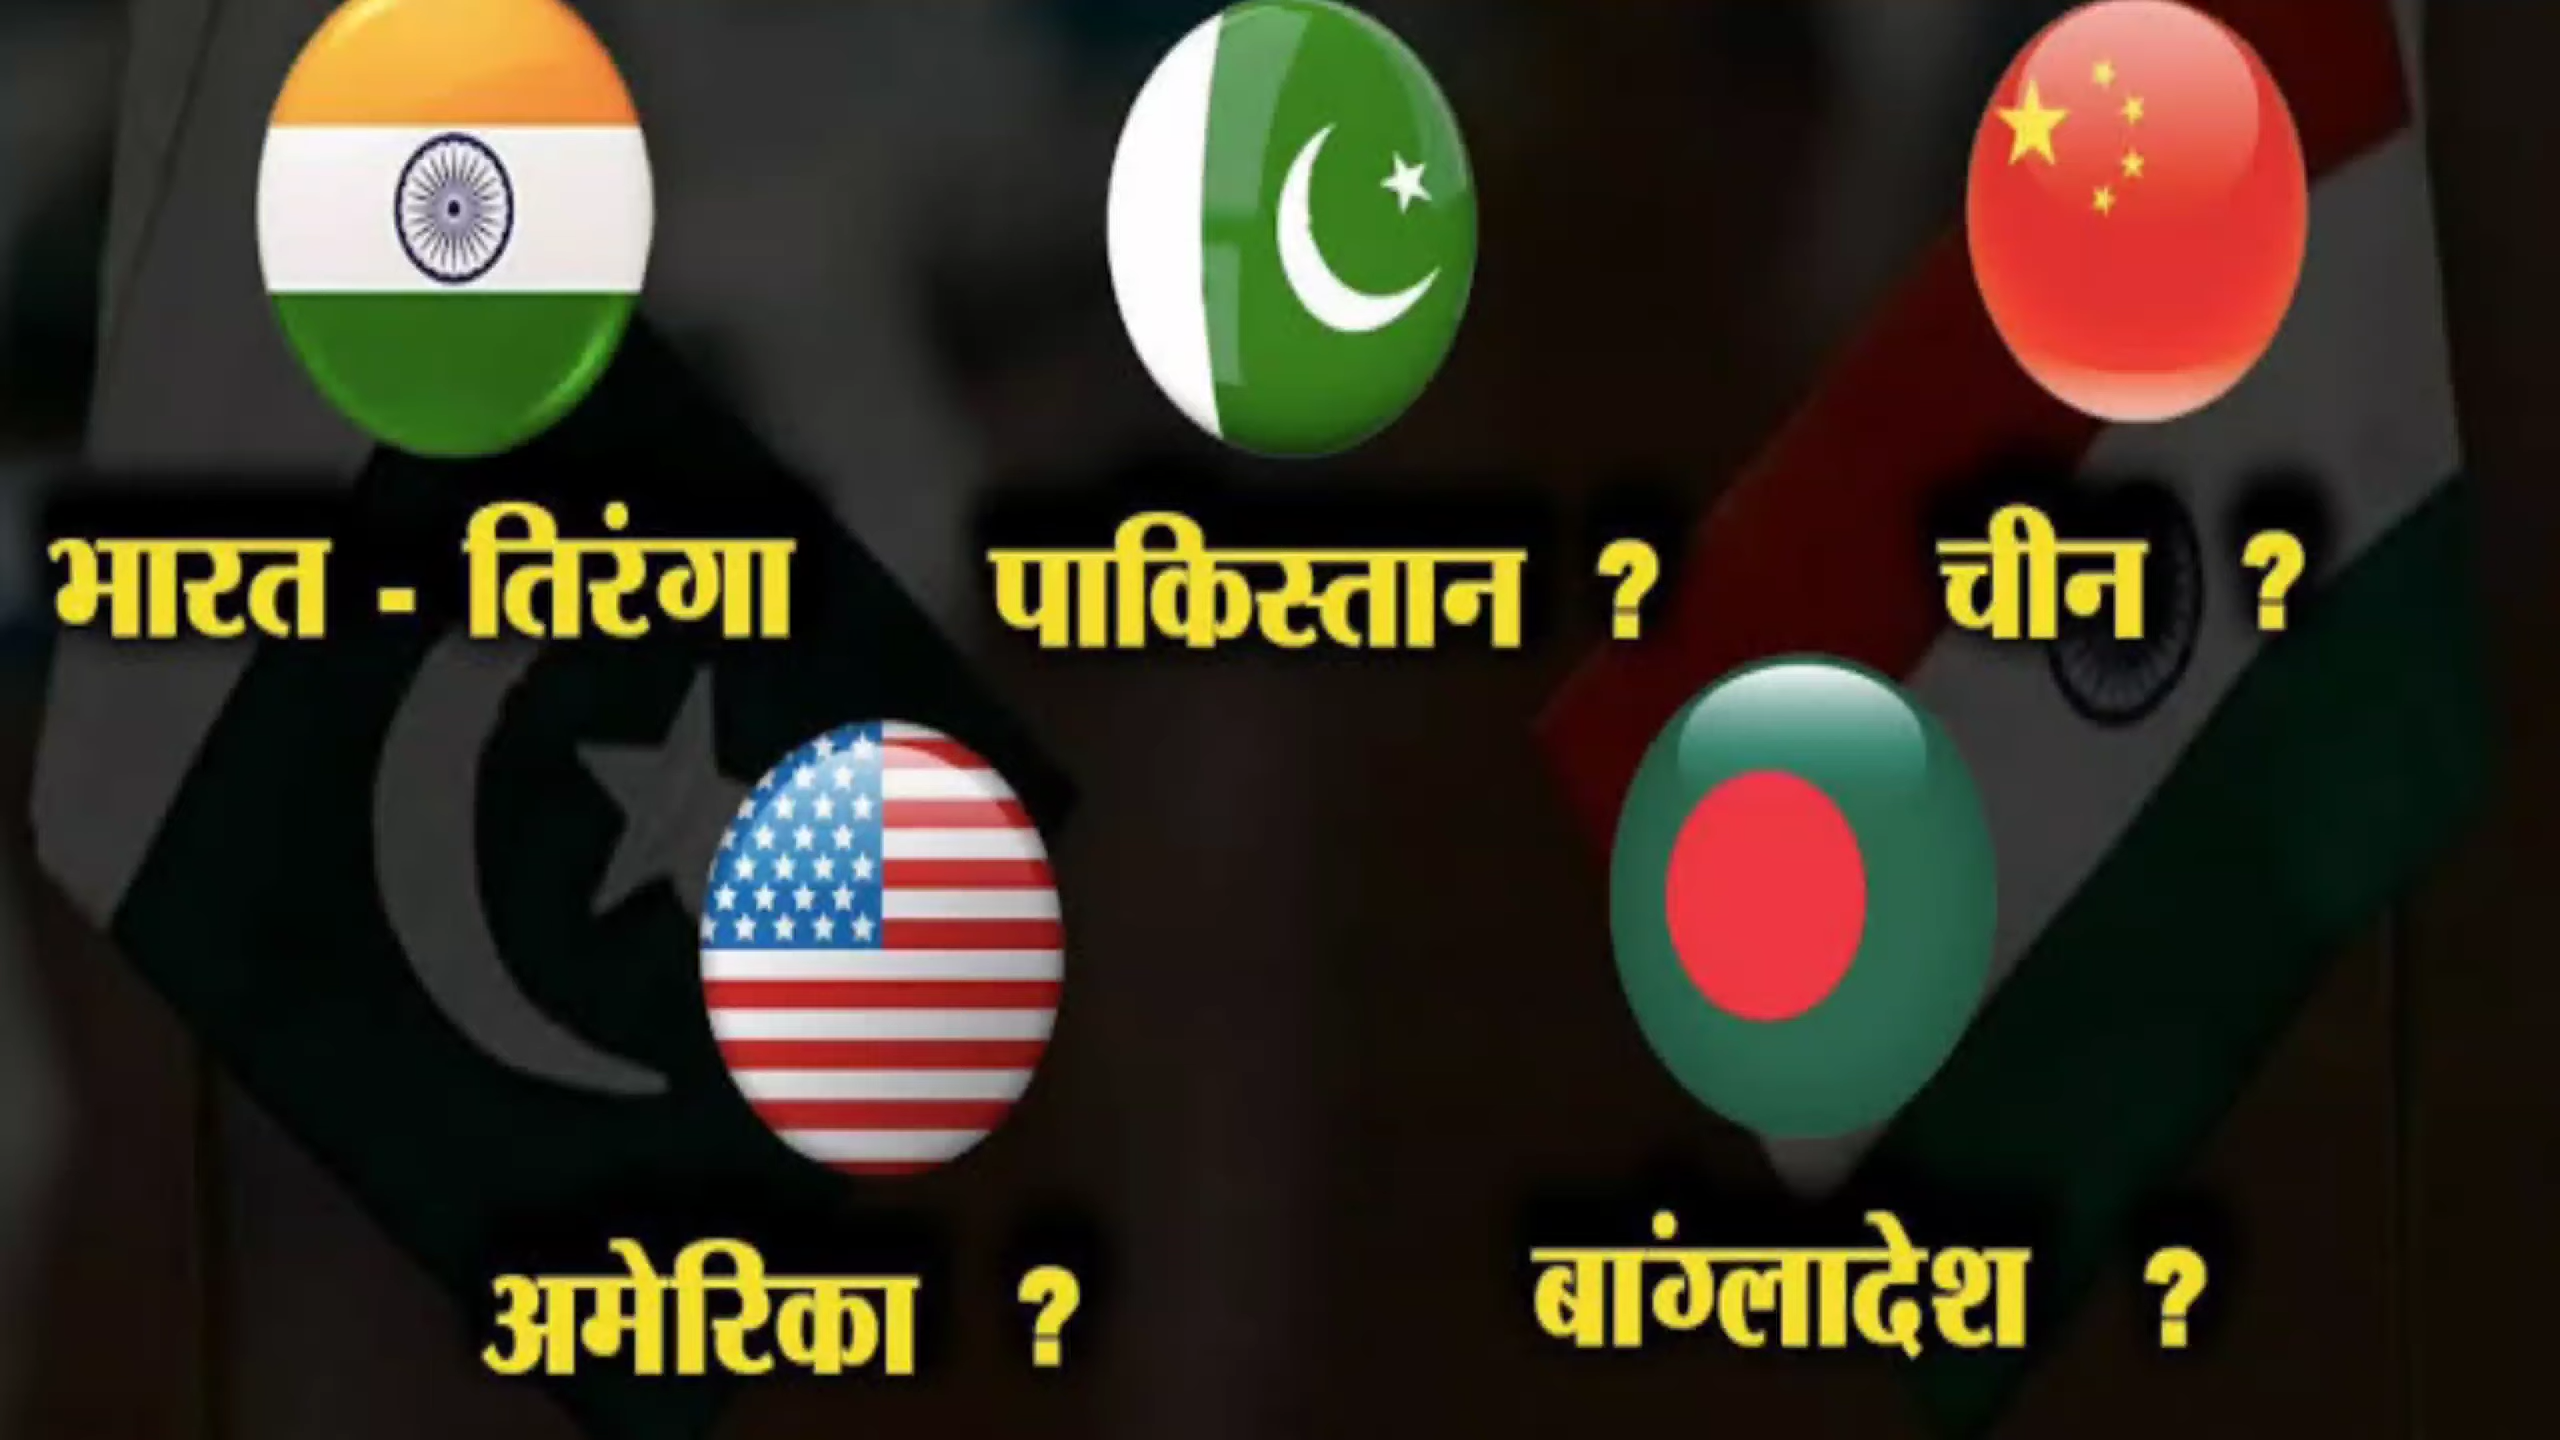 भारत - तिरंगा
पाकिस्तान ?
चीन ?
अमेरिका ?
बांग्लादेश ?